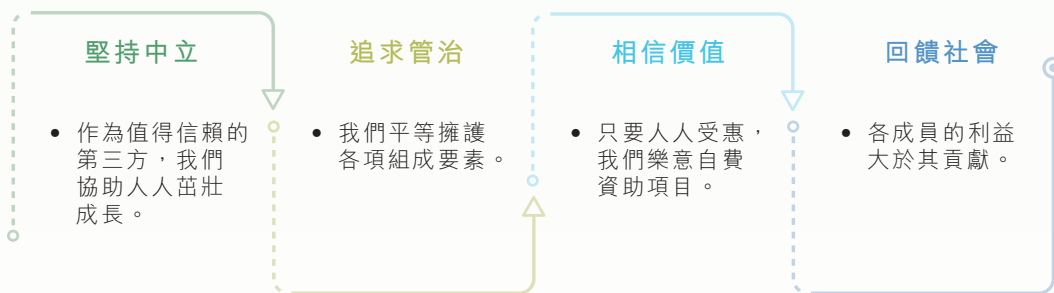 堅持中立
• 作為值得信賴的
第三方，我們
協助人人茁壯
成長。
追求管治
• 我們平等擁護
各項組成要素。
相信價值
• 只要人人受惠，
我們樂意自費
資助項目。
回饋社會
• 各成員的利益
大於其貢獻。